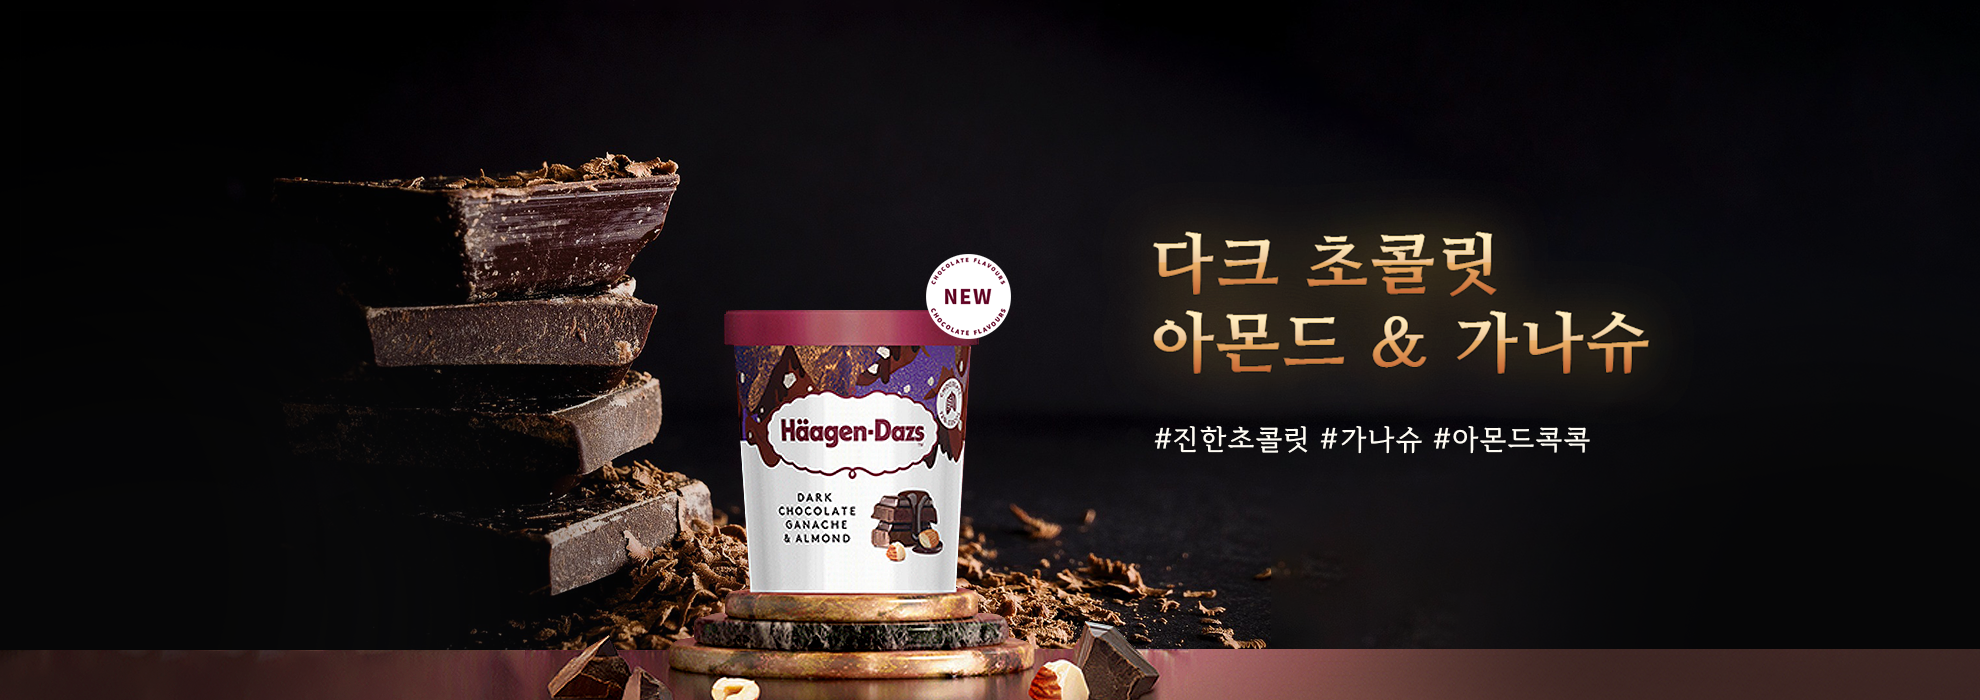 CHOCOLATE FLAVOURS
NEW
CHOCOLATE FLAVOURS
Häagen-Dazs
DARK
CHOCOLATE
GANACHE
& ALMOND
다크 초콜릿
아몬드 & 가나슈
#진한초콜릿 #가나슈 #아몬드콕콕